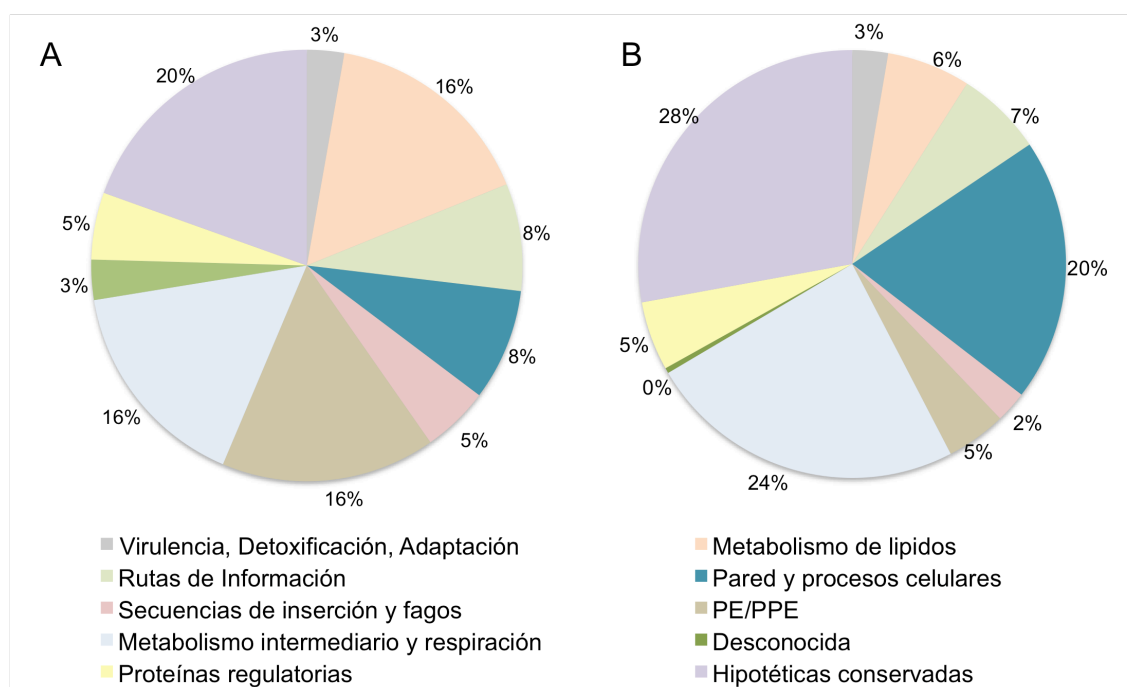 A
3%
16%
8%
8%
5%
16%
16%
3%
5%
20%
B
3%
6%
7%
20%
2%
5%
24%
0%
5%
28%
Virulencia, Detoxificación, Adaptación
Metabolismo de lipidos
Rutas de Información
Pared y procesos celulares
Secuencias de inserción y fagos
PE/PPE
Metabolismo intermediario y respiración
Desconocida
Proteínas regulatorias
Hipotéticas conservadas